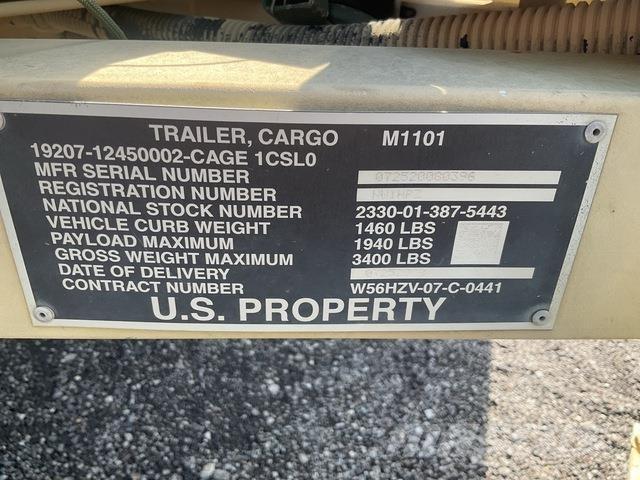 TRAILER, CARGO M1101
19207-12450002-CAGE 1CSL0
MFR SERIAL NUMBER
REGISTRATION NUMBER
NATIONAL STOCK NUMBER 2330-01-387-5443
VEHICLE CURB WEIGHT 1460 LBS
PAYLOAD MAXIMUM 1940 LBS
GROSS WEIGHT MAXIMUM 3400 LBS
DATE OF DELIVERY
CONTRACT NUMBER W56HZV-07-C-0441
U.S. PROPERTY